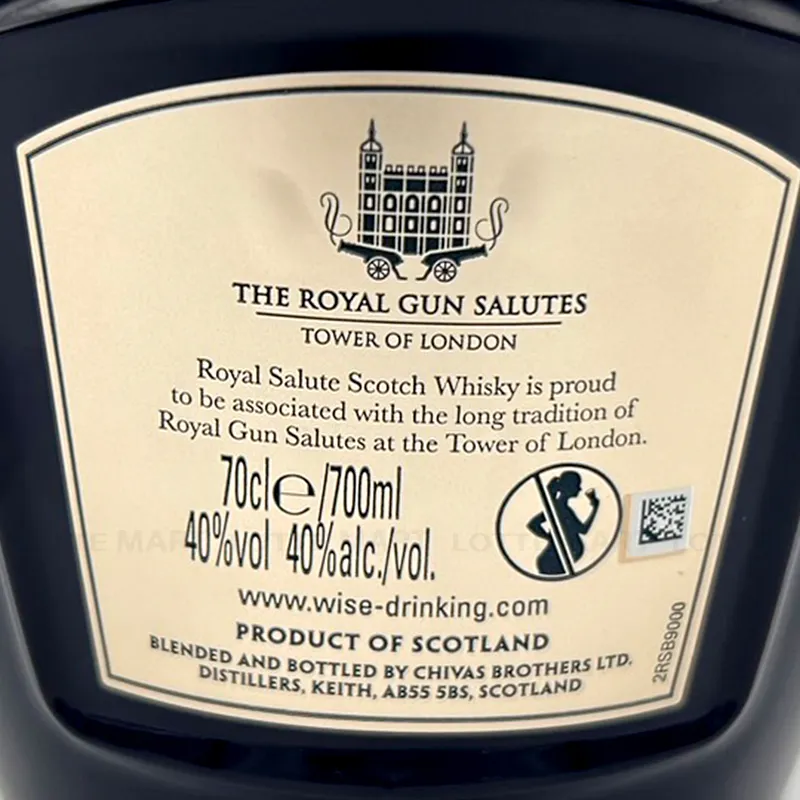 THE ROYAL GUN SALUTES
TOWER OF LONDON
Royal Salute Scotch Whisky is proud
to be associated with the long tradition of
Royal Gun Salutes at the Tower of London.
70cl℮/700ml
40%vol 40%alc./vol.
www.wise-drinking.com
PRODUCT OF SCOTLAND
BLENDED AND BOTTLED BY CHIVAS BROTHERS LTD.
DISTILLERS, KEITH, AB55 5BS, SCOTLAND
2RSB9000